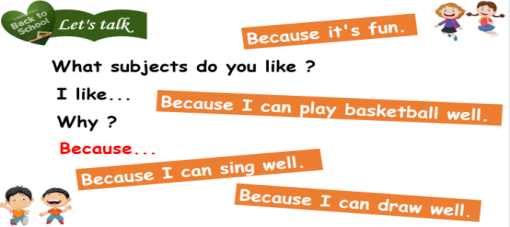 Back to
School
Let's talk
Because it's fun.
What subjects do you like ?
I like...
Because I can play basketball well.
Why ?
Because...
Because I can sing well.
Because I can draw well.